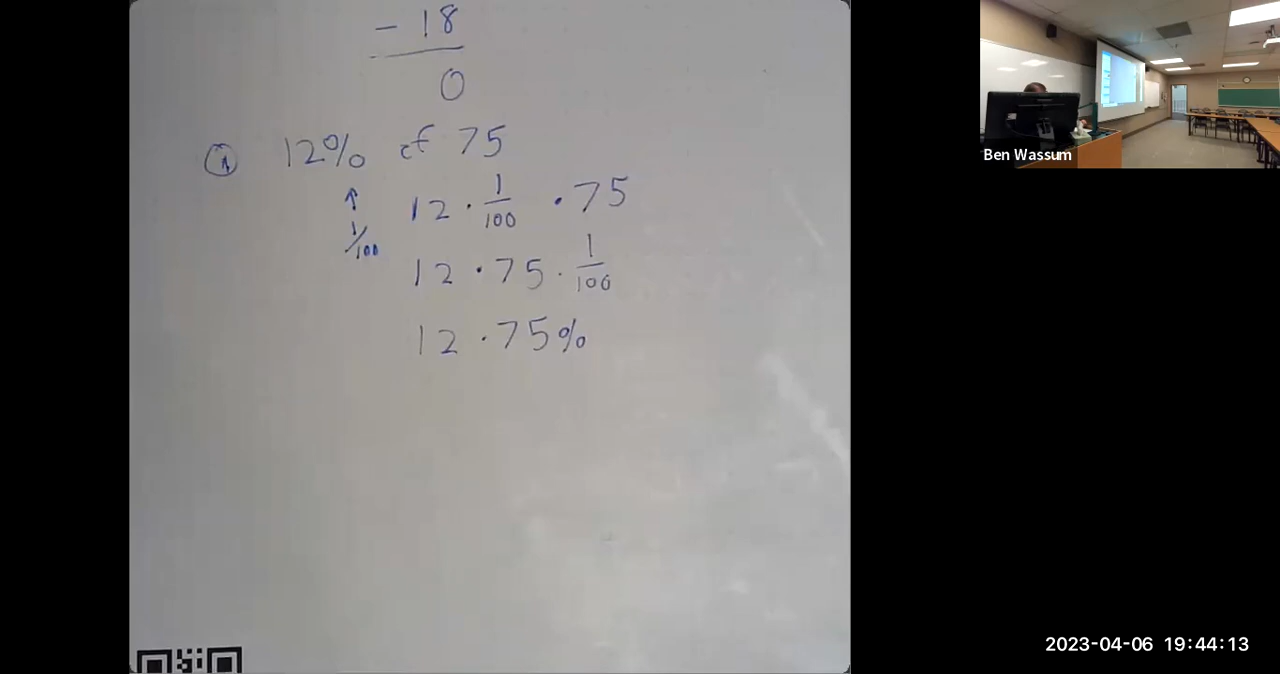 - 18
0
① 12% of 75
↑
1/100
12 · 1/100 · 75
12 · 75 · 1/100
12 · 75%
Ben Wassum
2023-04-06 19:44:13